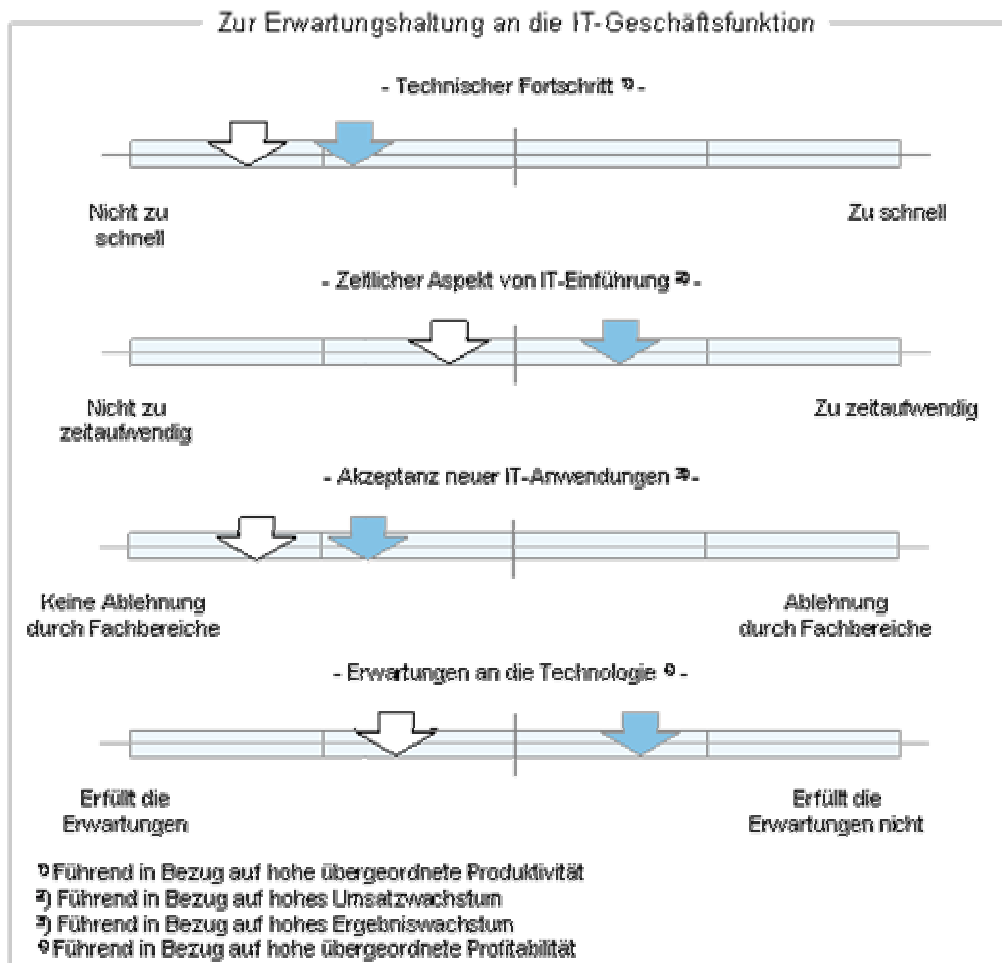 Zur Erwartungshaltung an die IT-Geschäftsfunktion
- Technischer Fortschritt 1) -
Nicht zu
schnell
Zu schnell
- Zeitlicher Aspekt von IT-Einführung 2) -
Nicht zu
zeitaufwendig
Zu zeitaufwendig
- Akzeptanz neuer IT-Anwendungen 3) -
Keine Ablehnung
durch Fachbereiche
Ablehnung
durch Fachbereiche
- Erwartungen an die Technologie 4) -
Erfüllt die
Erwartungen
Erfüllt die
Erwartungen nicht
1) Führend in Bezug auf hohe übergeordnete Produktivität
2) Führend in Bezug auf hohes Umsatzwachstum
3) Führend in Bezug auf hohes Ergebniswachstum
4) Führend in Bezug auf hohe übergeordnete Profitabilität